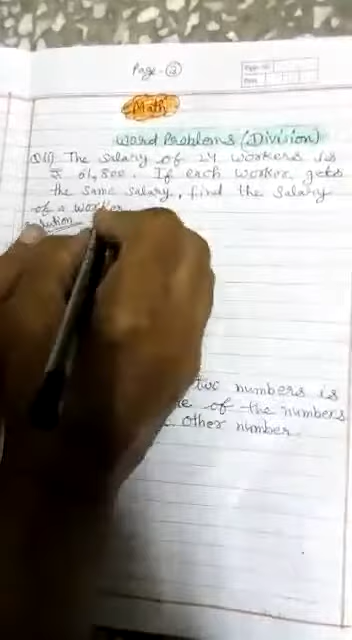 Page-②
Math
Word Problems (Division)
Q(1) The salary of 24 workers is
₹ 61,800. If each worker gets
the same salary, find the salary
of a worker
two numbers is
of the numbers
other number